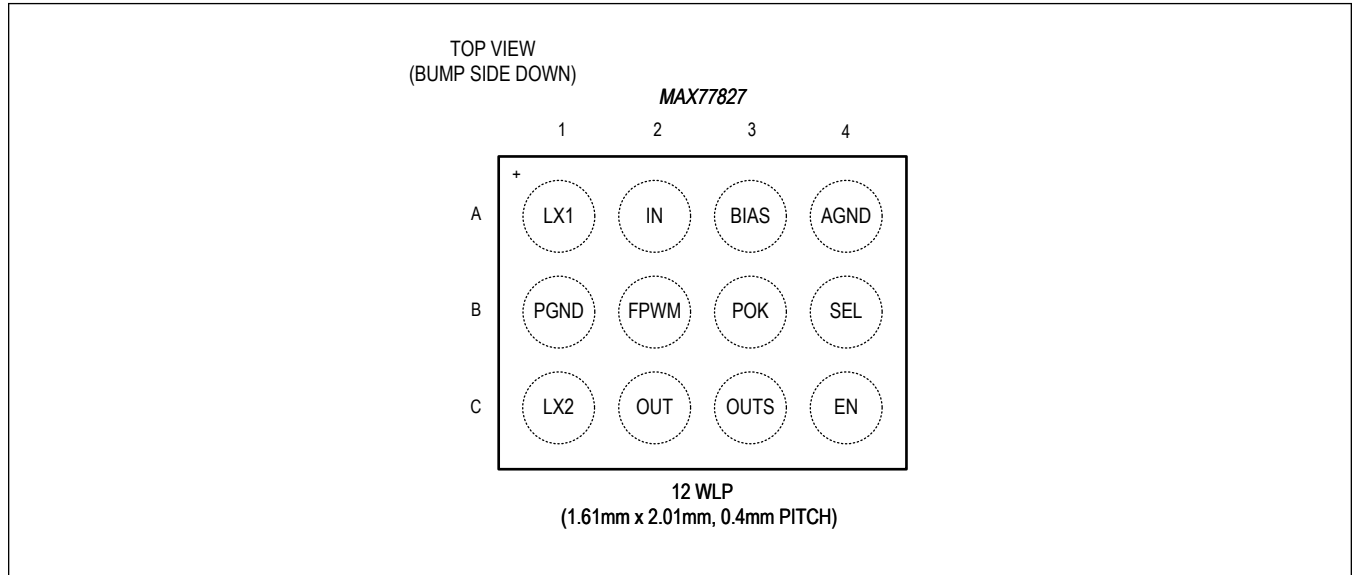 TOP VIEW
(BUMP SIDE DOWN)
MAX77827
1 2 3 4
+
A LX1 IN BIAS AGND
B PGND FPWM POK SEL
C LX2 OUT OUTS EN
12 WLP
(1.61mm x 2.01mm, 0.4mm PITCH)